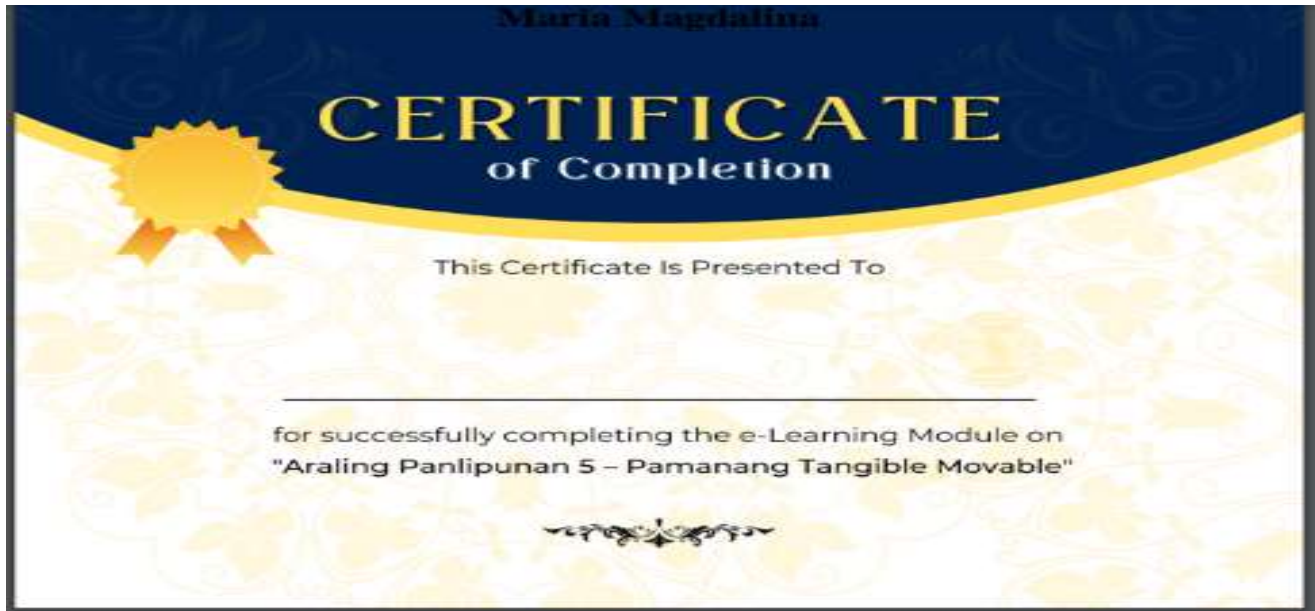 Maria Magdalina
CERTIFICATE
of Completion
This Certificate Is Presented To
for successfully completing the e-Learning Module on
"Araling Panlipunan 5 – Pamanang Tangible Movable"